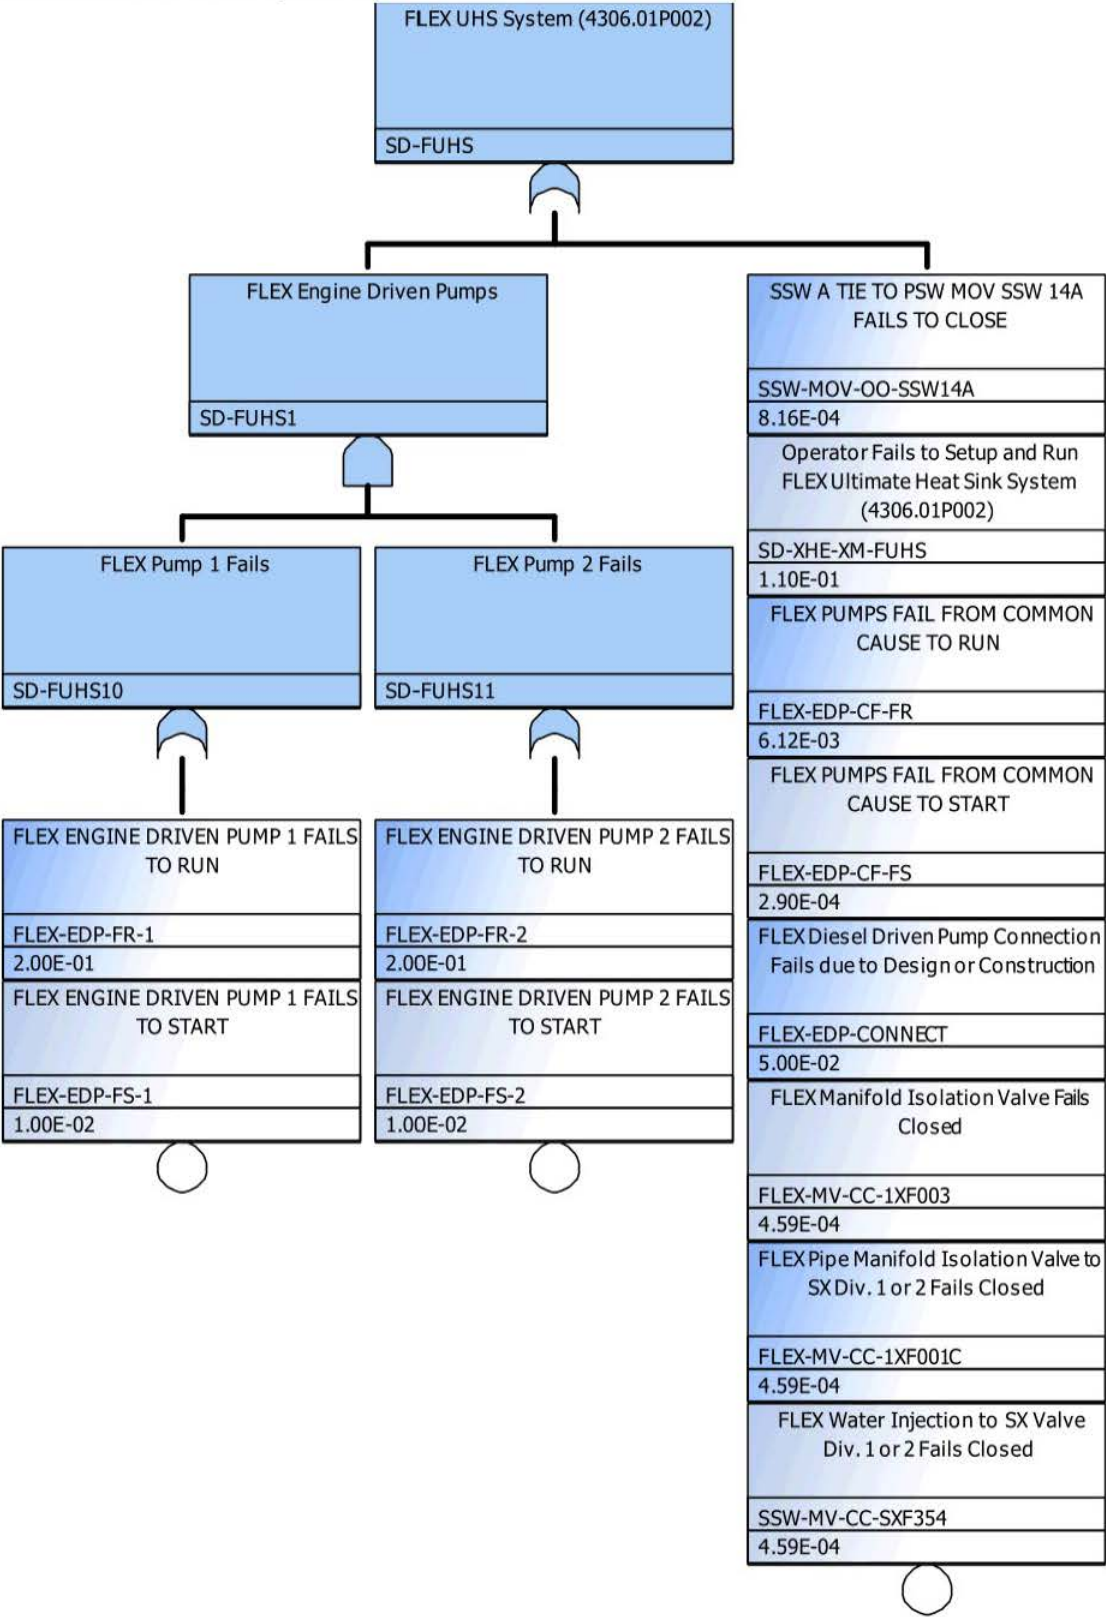 FLEX UHS System (4306.01P002)
SD-FUHS
FLEX Engine Driven Pumps
SD-FUHS1
FLEX Pump 1 Fails
SD-FUHS10
FLEX Pump 2 Fails
SD-FUHS11
FLEX ENGINE DRIVEN PUMP 1 FAILS
TO RUN
FLEX-EDP-FR-1
2.00E-01
FLEX ENGINE DRIVEN PUMP 1 FAILS
TO START
FLEX-EDP-FS-1
1.00E-02
FLEX ENGINE DRIVEN PUMP 2 FAILS
TO RUN
FLEX-EDP-FR-2
2.00E-01
FLEX ENGINE DRIVEN PUMP 2 FAILS
TO START
FLEX-EDP-FS-2
1.00E-02
SSW A TIE TO PSW MOV SSW 14A
FAILS TO CLOSE
SSW-MOV-OO-SSW14A
8.16E-04
Operator Fails to Setup and Run
FLEX Ultimate Heat Sink System
(4306.01P002)
SD-XHE-XM-FUHS
1.10E-01
FLEX PUMPS FAIL FROM COMMON
CAUSE TO RUN
FLEX-EDP-CF-FR
6.12E-03
FLEX PUMPS FAIL FROM COMMON
CAUSE TO START
FLEX-EDP-CF-FS
2.90E-04
FLEX Diesel Driven Pump Connection
Fails due to Design or Construction
FLEX-EDP-CONNECT
5.00E-02
FLEX Manifold Isolation Valve Fails
Closed
FLEX-MV-CC-1XF003
4.59E-04
FLEX Pipe Manifold Isolation Valve to
SX Div. 1 or 2 Fails Closed
FLEX-MV-CC-1XF001C
4.59E-04
FLEX Water Injection to SX Valve
Div. 1 or 2 Fails Closed
SSW-MV-CC-SXF354
4.59E-04